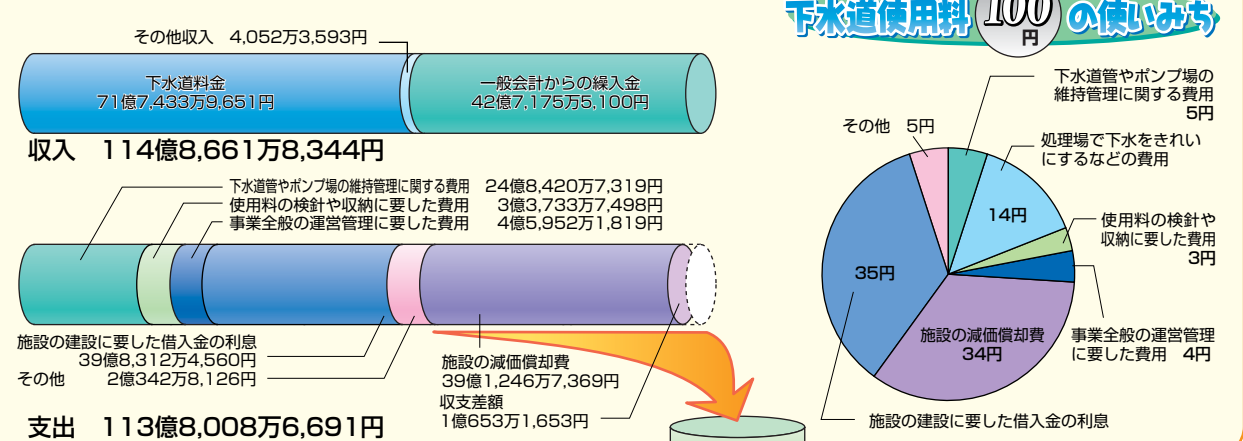 下水道使用料 100円 の使いみち
その他収入 4,052万3,593円
下水道料金
71億7,433万9,651円
一般会計からの繰入金
42億7,175万5,100円
収入 114億8,661万8,344円
下水道管やポンプ場の維持管理に関する費用 24億8,420万7,319円
使用料の検針や収納に要した費用 3億3,733万7,498円
事業全般の運営管理に要した費用 4億5,952万1,819円
施設の建設に要した借入金の利息
39億8,312万4,560円
その他 2億342万8,126円
施設の減価償却費
39億1,246万7,369円
収支差額
1億653万1,653円
支出 113億8,008万6,691円
下水道管やポンプ場の
維持管理に関する費用
5円
その他 5円
処理場で下水をきれい
にするなどの費用
14円
使用料の検針や
収納に要した費用
3円
35円
施設の減価償却費
34円
事業全般の運営管理
に要した費用 4円
施設の建設に要した借入金の利息